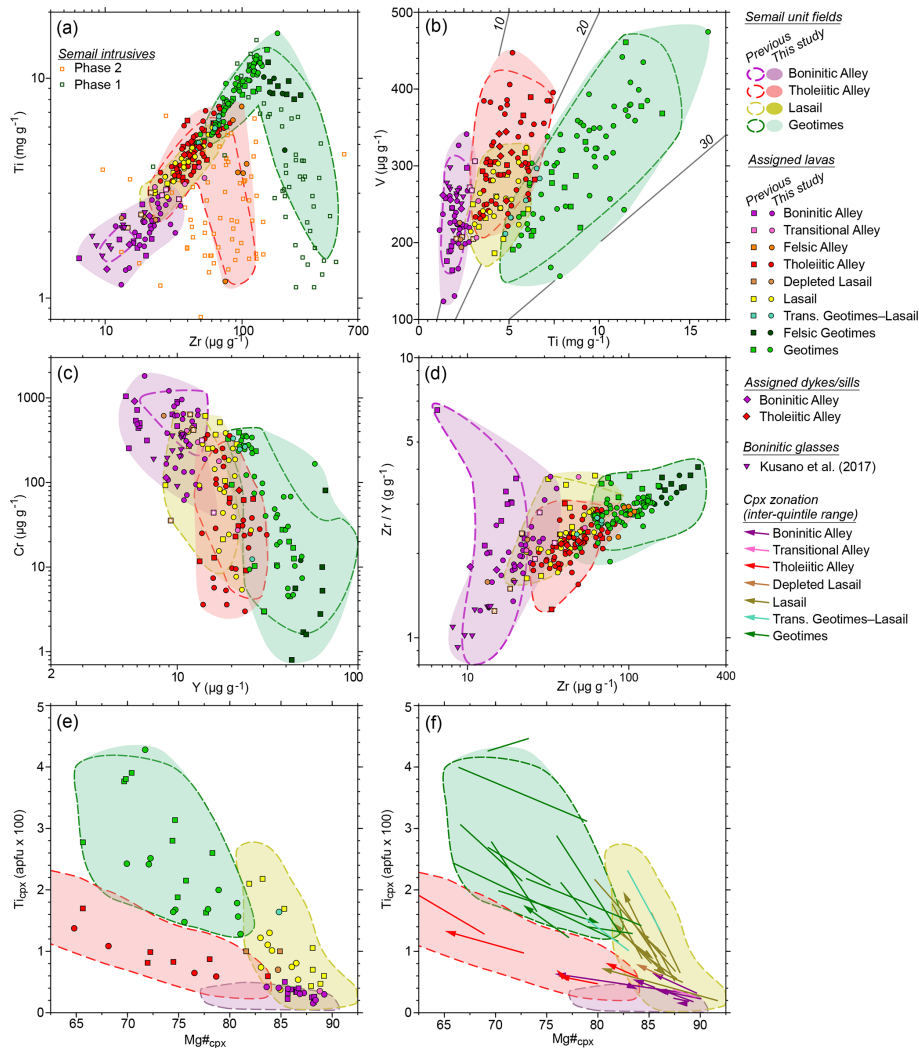 (a)
Semail intrusives
Phase 2
Phase 1
Ti (mg g-1)
10
1
10
100
700
Zr (µg g-1)
(b)
10
20
30
V (µg g-1)
500
400
300
200
100
0
5
10
15
Ti (mg g-1)
Semail unit fields
Previous
This study
Boninitic Alley
Tholeiitic Alley
Lasail
Geotimes
Assigned lavas
Previous
This study
Boninitic Alley
Transitional Alley
Felsic Alley
Tholeiitic Alley
Depleted Lasail
Lasail
Trans. Geotimes–Lasail
Felsic Geotimes
Geotimes
Assigned dykes/sills
Boninitic Alley
Tholeiitic Alley
Boninitic glasses
Kusano et al. (2017)
Cpx zonation
(inter-quintile range)
Boninitic Alley
Transitional Alley
Tholeiitic Alley
Depleted Lasail
Lasail
Trans. Geotimes–Lasail
Geotimes
(c)
Cr (µg g-1)
1000
100
10
1
10
100
Y (µg g-1)
(d)
Zr / Y (g g-1)
10
5
1
10
100
400
Zr (µg g-1)
(e)
Ticpx (apfu x 100)
5
4
3
2
1
0
65
70
75
80
85
90
Mg#cpx
(f)
Ticpx (apfu x 100)
5
4
3
2
1
0
65
70
75
80
85
90
Mg#cpx